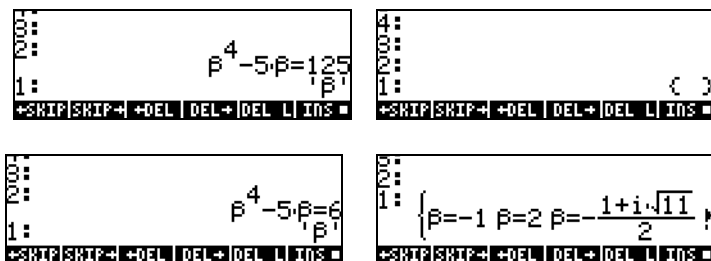 3:
2: β⁴-5·β=125
1: 'β'
←SKIP SKIP→ ←DEL DEL→ DEL L INS ▪
4:
3:
2:
1: { }
←SKIP SKIP→ ←DEL DEL→ DEL L INS ▪
3:
2: β⁴-5·β=6
1: 'β'
←SKIP SKIP→ ←DEL DEL→ DEL L INS ▪
2:
1: {β=-1 β=2 β=-(1+i·√11)/2
←SKIP SKIP→ ←DEL DEL→ DEL L INS ▪